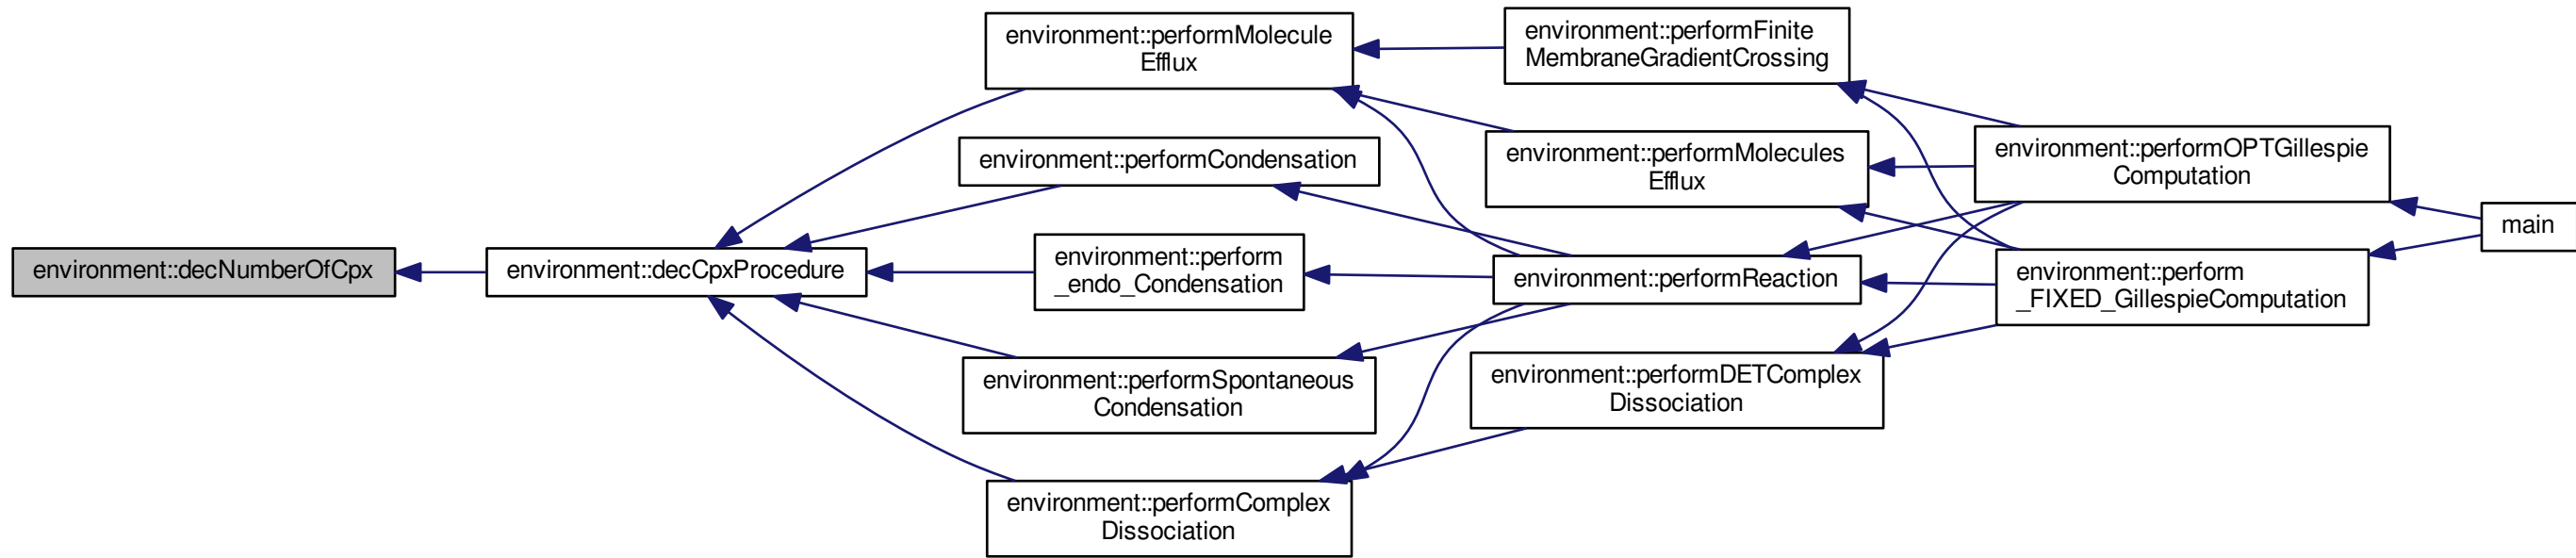 environment::decNumberOfCpx
environment::decCpxProcedure
environment::performMolecule
Efflux
environment::performCondensation
environment::perform
_endo_Condensation
environment::performSpontaneous
Condensation
environment::performComplex
Dissociation
environment::performFinite
MembraneGradientCrossing
environment::performMolecules
Efflux
environment::performReaction
environment::performDETComplex
Dissociation
environment::performOPTGillespie
Computation
environment::perform
_FIXED_GillespieComputation
main